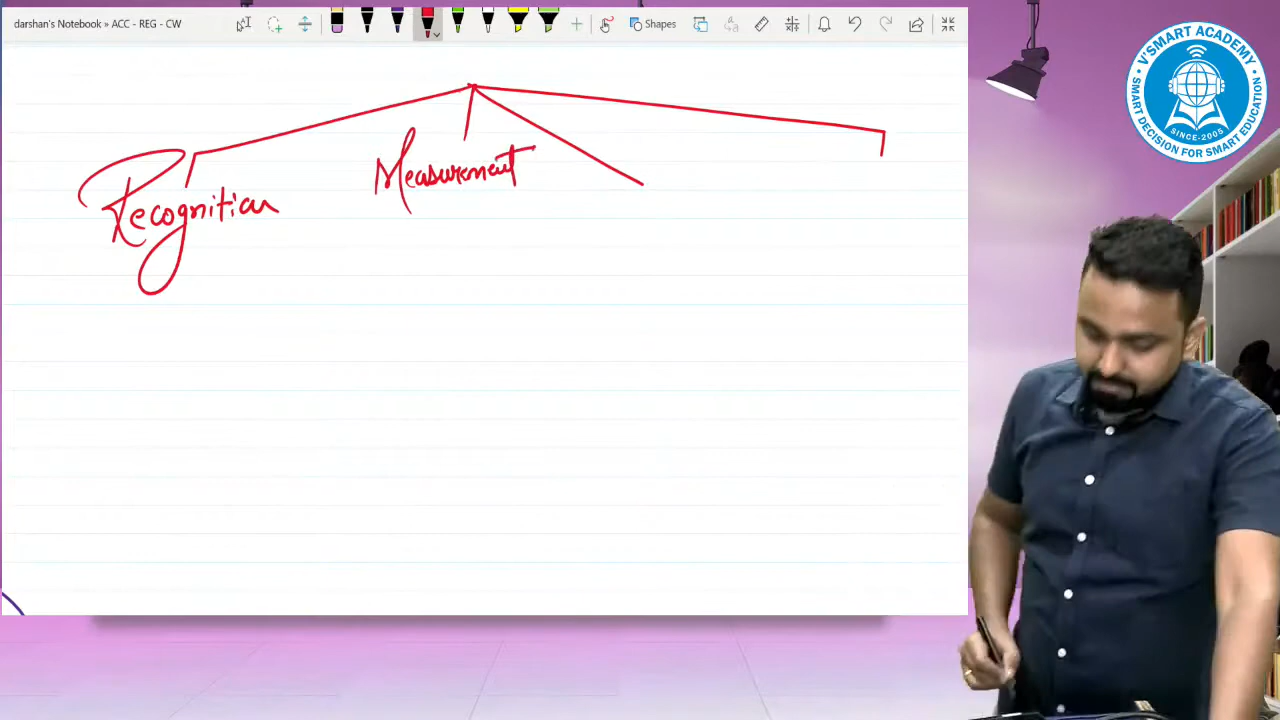 darshan's Notebook » ACC - REG - CW
Shapes
Recognition
Measurement
V'SMART ACADEMY
SINCE-2005
SMART DECISION FOR SMART EDUCATION